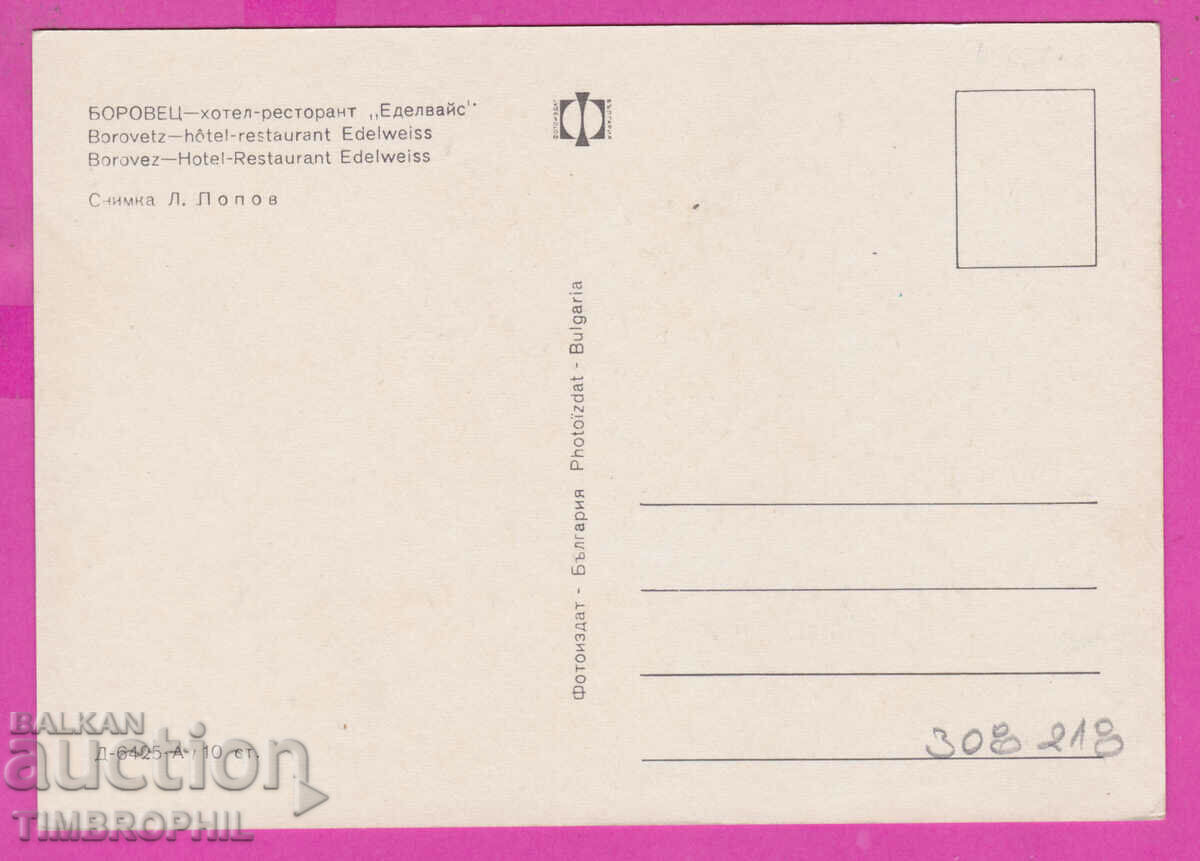 БОРОВЕЦ—хотел-ресторант „Еделвайс"
Borovetz—hôtel-restaurant Edelweiss
Borovez—Hotel-Restaurant Edelweiss
Снимка Л. Попов
Фотоиздат - България Photoïzdat - Bulgaria
Д-6425-А 10 ст.
308 218
BALKAN
auction
TIMBROPHIL